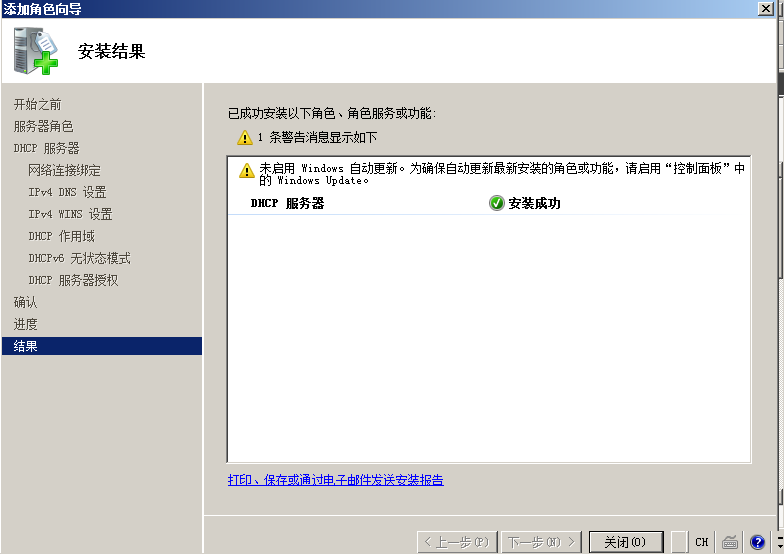 添加角色向导
安装结果
开始之前
服务器角色
DHCP 服务器
网络连接绑定
IPv4 DNS 设置
IPv4 WINS 设置
DHCP 作用域
DHCPv6 无状态模式
DHCP 服务器授权
确认
进度
结果
已成功安装以下角色、角色服务或功能:
1 条警告消息显示如下
未启用 Windows 自动更新。为确保自动更新最新安装的角色或功能，请启用“控制面板”中
的 Windows Update。
DHCP 服务器 安装成功
打印、保存或通过电子邮件发送安装报告
< 上一步(P) 下一步(N) > 关闭(O) CH